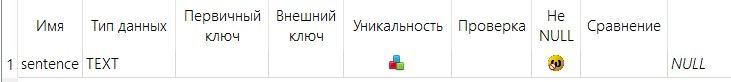 Имя Тип данных Первичный ключ Внешний ключ Уникальность Проверка Не NULL Сравнение
1 sentence TEXT NULL